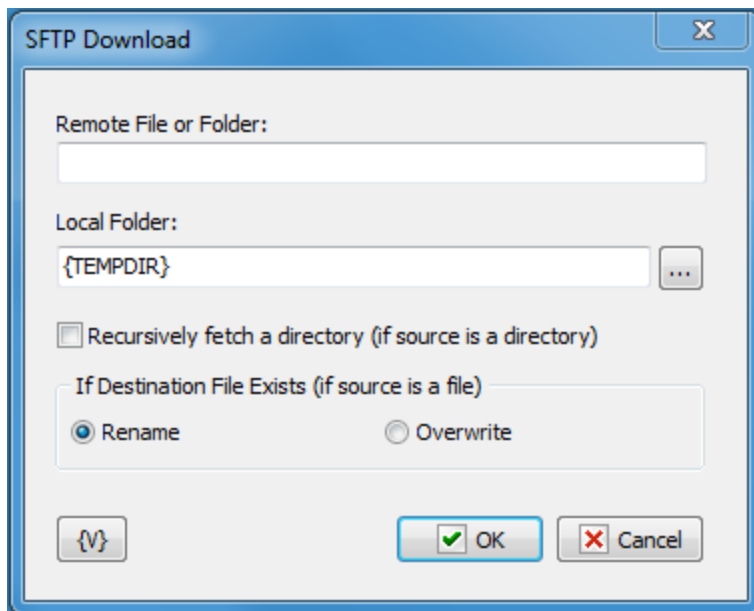 SFTP Download
Remote File or Folder:
Local Folder:
{TEMPDIR}
...
Recursively fetch a directory (if source is a directory)
If Destination File Exists (if source is a file)
Rename
Overwrite
{V}
OK
Cancel